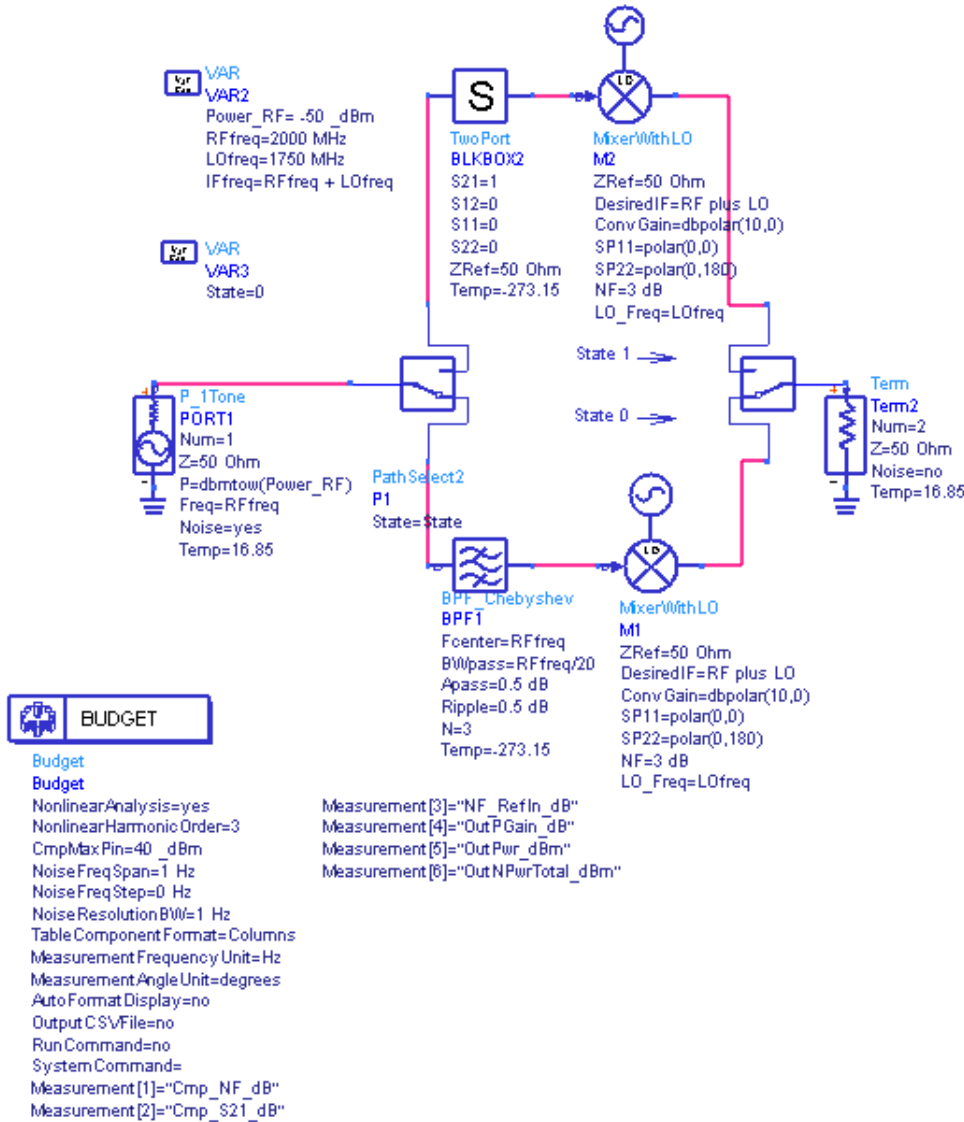 VAR
VAR2
Power_RF= -50 _dBm
RFfreq=2000 MHz
LOfreq=1750 MHz
IFfreq=RFfreq + LOfreq
VAR
VAR3
State=0
S
TwoPort
BLKBOX2
S21=1
S12=0
S11=0
S22=0
ZRef=50 Ohm
Temp=-273.15
LO
MixerWithLO
M2
ZRef=50 Ohm
DesiredIF=RF plus LO
ConvGain=dbpolar(10,0)
SP11=polar(0,0)
SP22=polar(0,180)
NF=3 dB
LO_Freq=LOfreq
State 1
State 0
P_1Tone
PORT1
Num=1
Z=50 Ohm
P=dbmtow(Power_RF)
Freq=RFfreq
Noise=yes
Temp=16.85
PathSelect2
P1
State=State
Term
Term2
Num=2
Z=50 Ohm
Noise=no
Temp=16.85
BPF_Chebyshev
BPF1
Fcenter=RFfreq
BWpass=RFfreq/20
Apass=0.5 dB
Ripple=0.5 dB
N=3
Temp=-273.15
LO
MixerWithLO
M1
ZRef=50 Ohm
DesiredIF=RF plus LO
ConvGain=dbpolar(10,0)
SP11=polar(0,0)
SP22=polar(0,180)
NF=3 dB
LO_Freq=LOfreq
BUDGET
Budget
Budget
NonlinearAnalysis=yes
NonlinearHarmonicOrder=3
CmpMaxPin=40 _dBm
NoiseFreqSpan=1 Hz
NoiseFreqStep=0 Hz
NoiseResolutionBW=1 Hz
TableComponentFormat=Columns
MeasurementFrequencyUnit=Hz
MeasurementAngleUnit=degrees
AutoFormatDisplay=no
OutputCSVFile=no
RunCommand=no
SystemCommand=
Measurement[1]="Cmp_NF_dB"
Measurement[2]="Cmp_S21_dB"
Measurement[3]="NF_RefIn_dB"
Measurement[4]="OutPGain_dB"
Measurement[5]="OutPwr_dBm"
Measurement[6]="OutNPwrTotal_dBm"